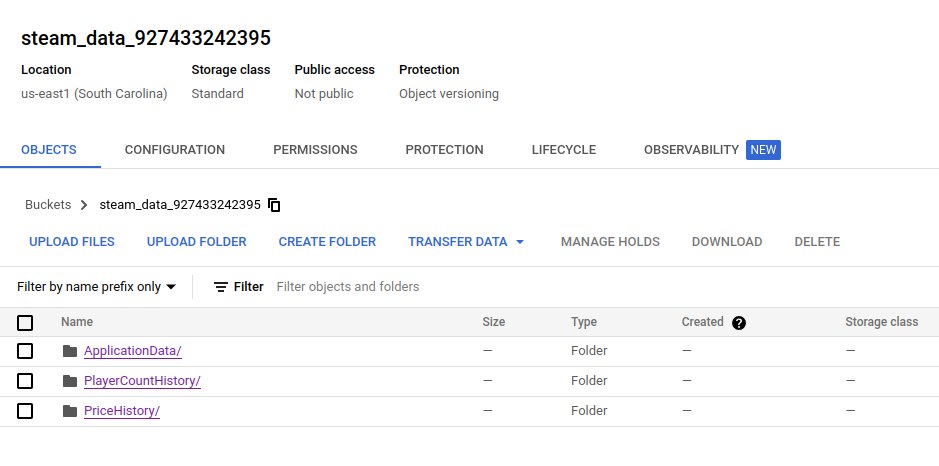 steam_data_927433242395
Location Storage class Public access Protection
us-east1 (South Carolina) Standard Not public Object versioning
OBJECTS CONFIGURATION PERMISSIONS PROTECTION LIFECYCLE OBSERVABILITY NEW
Buckets > steam_data_927433242395
UPLOAD FILES UPLOAD FOLDER CREATE FOLDER TRANSFER DATA MANAGE HOLDS DOWNLOAD DELETE
Filter by name prefix only Filter Filter objects and folders
Name Size Type Created ? Storage class
ApplicationData/ — Folder — —
PlayerCountHistory/ — Folder — —
PriceHistory/ — Folder — —